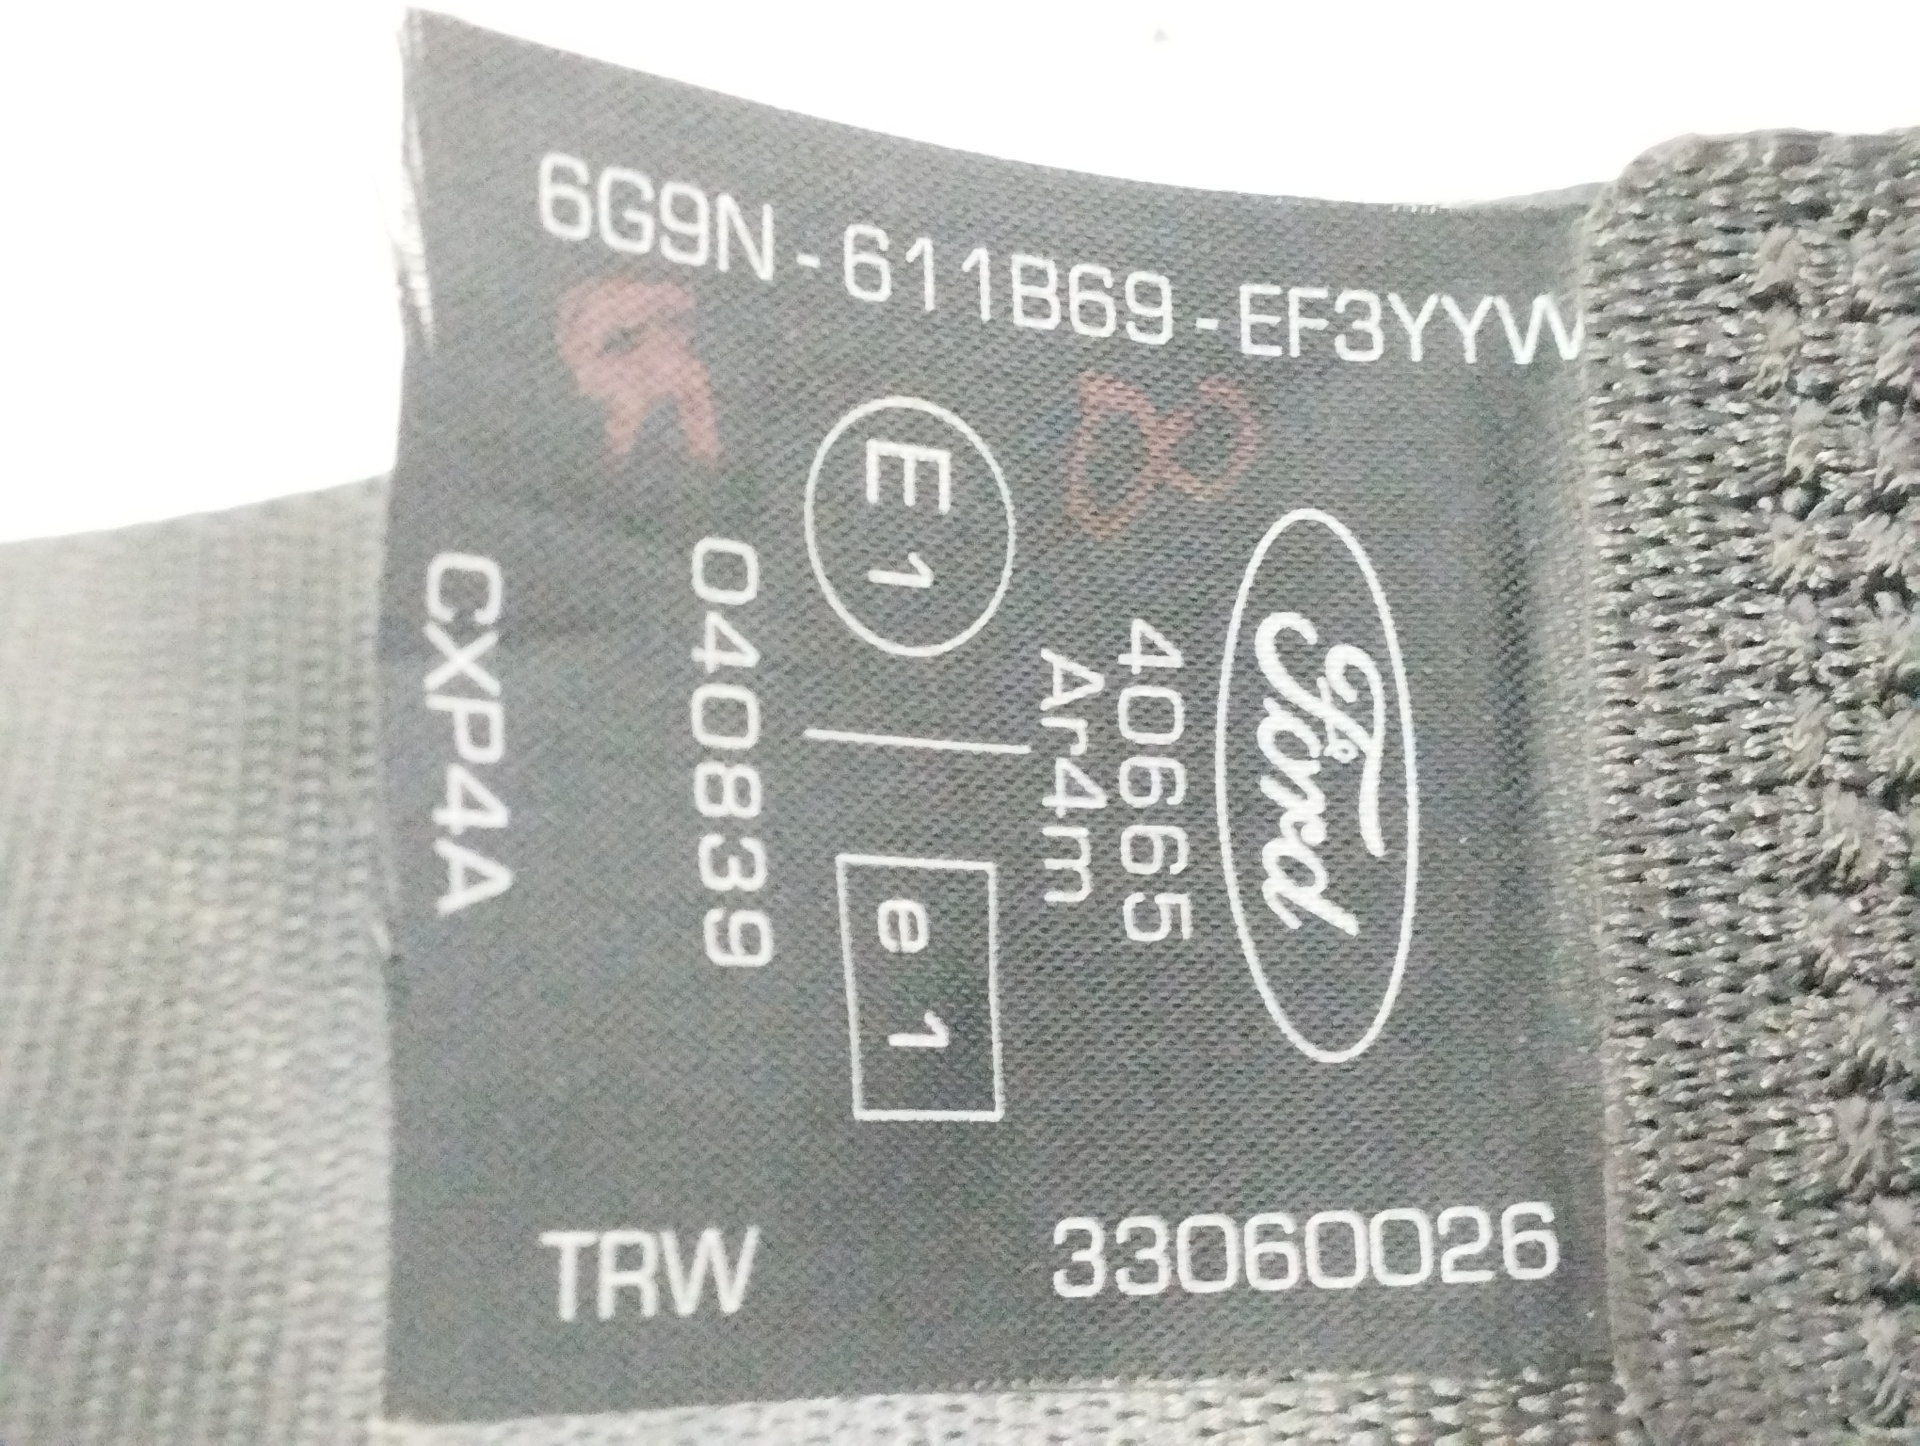 6G9N-611B69-EF3YYW
Ford
40665
Ar4m
E1
e1
040839
CXP4A
TRW 33060026